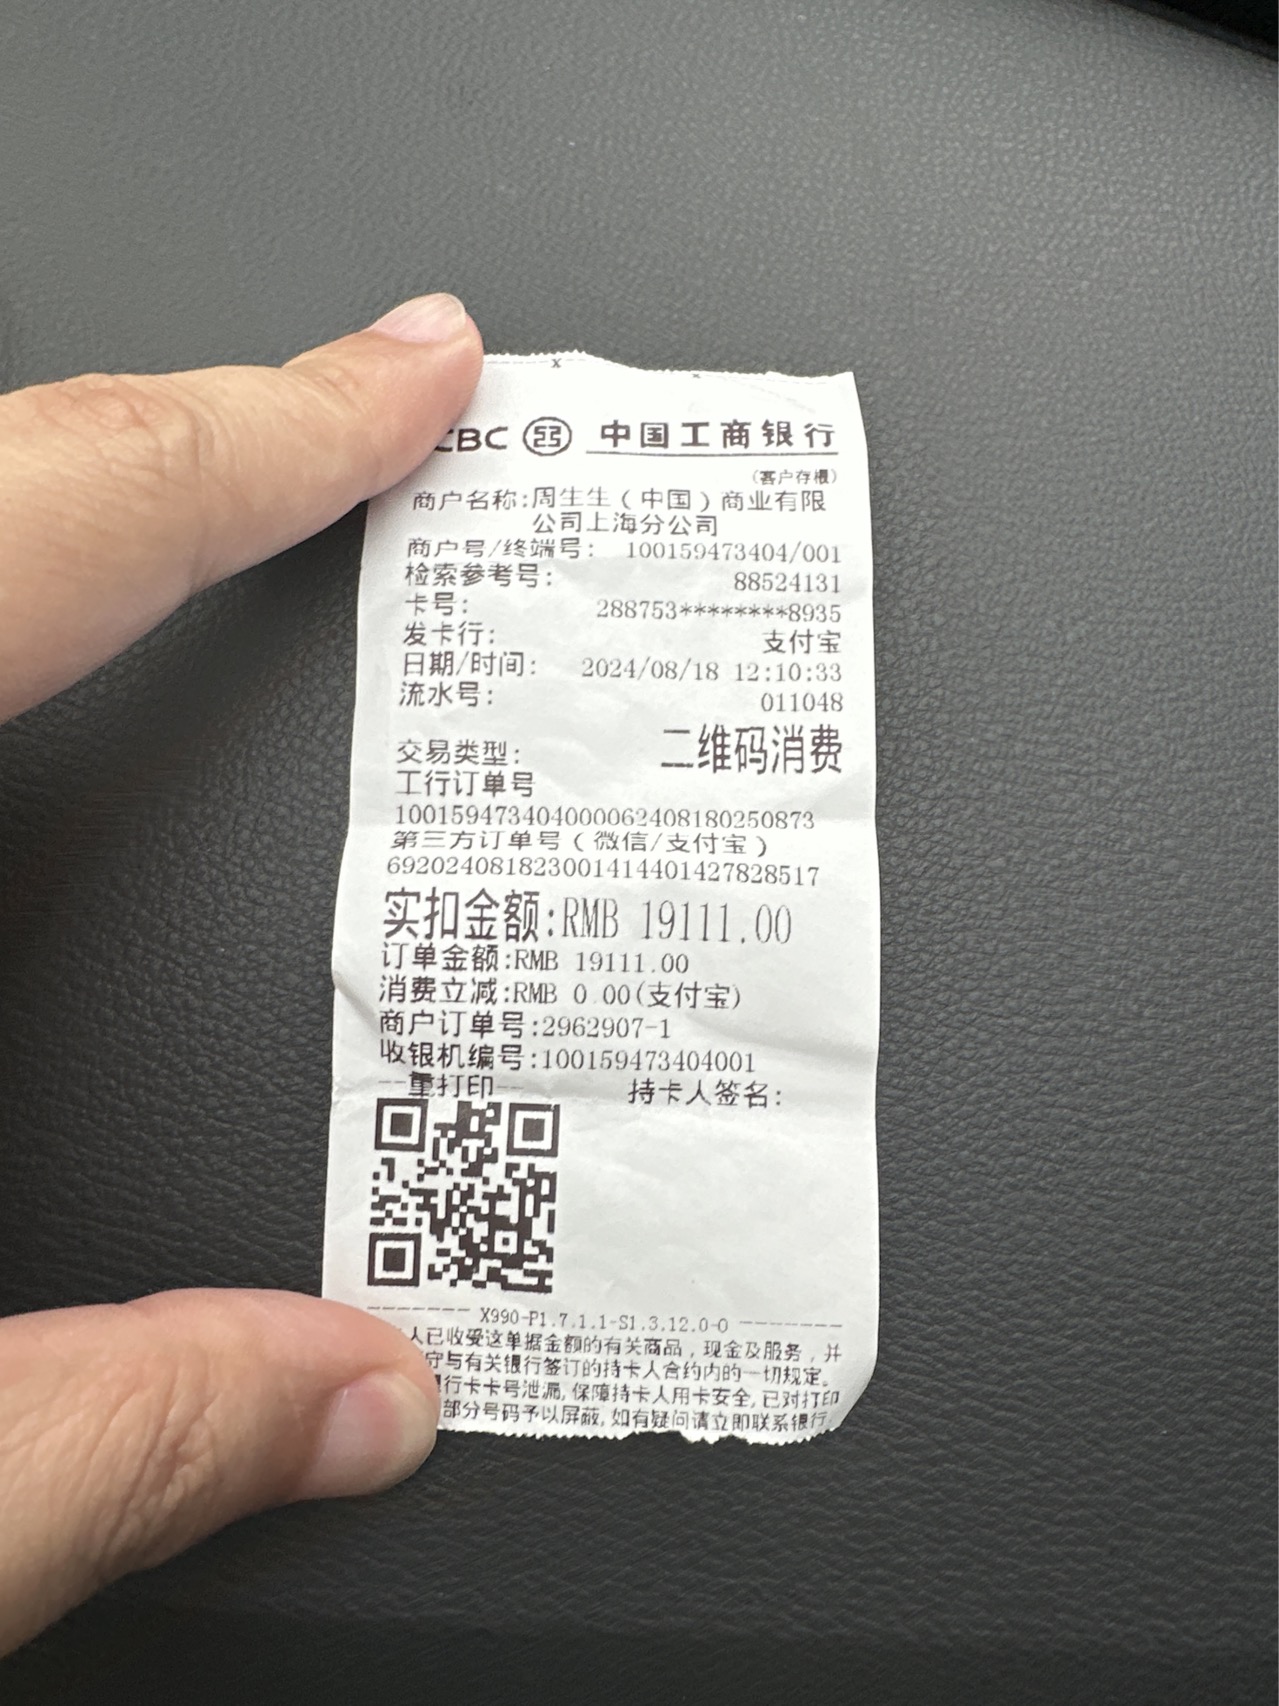 CBC 中国工商银行
(客户存根)
商户名称:周生生(中国)商业有限
公司上海分公司
商户号/终端号: 100159473404/001
检索参考号: 88524131
卡号: 288753********8935
发卡行: 支付宝
日期/时间: 2024/08/18 12:10:33
流水号: 011048
交易类型: 二维码消费
工行订单号
100159473404000062408180250873
第三方订单号(微信/支付宝)
692024081823001414401427828517
实扣金额:RMB 19111.00
订单金额:RMB 19111.00
消费立减:RMB 0.00(支付宝)
商户订单号:2962907-1
收银机编号:100159473404001
--重打印-- 持卡人签名:
-------- X990-P1.7.1.1-S1.3.12.0-0 --------
人已收受这单据金额的有关商品,现金及服务,并
守与有关银行签订的持卡人合约内的一切规定。
行卡卡号泄漏,保障持卡人用卡安全,已对打印
部分号码予以屏蔽,如有疑问请立即联系银行.